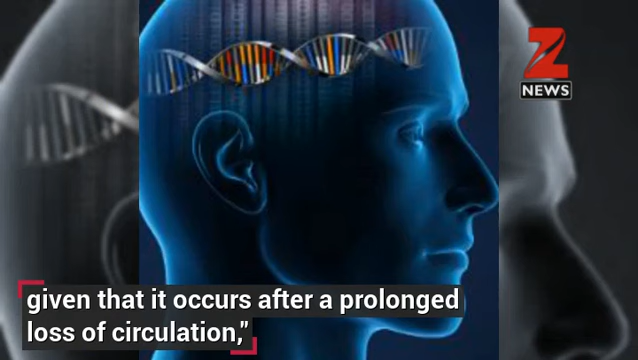 Z
NEWS
given that it occurs after a prolonged
loss of circulation,”